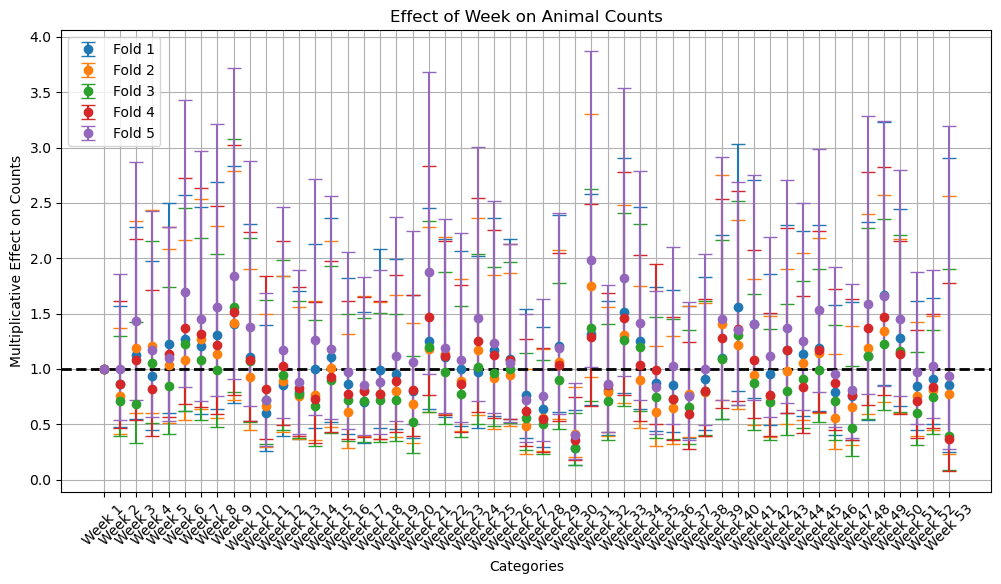 Effect of Week on Animal Counts
Fold 1
Fold 2
Fold 3
Fold 4
Fold 5
Multiplicative Effect on Counts
4.0
3.5
3.0
2.5
2.0
1.5
1.0
0.5
0.0
Week 1
Week 2
Week 3
Week 4
Week 5
Week 6
Week 7
Week 8
Week 9
Week 10
Week 11
Week 12
Week 13
Week 14
Week 15
Week 16
Week 17
Week 18
Week 19
Week 20
Week 21
Week 22
Week 23
Week 24
Week 25
Week 26
Week 27
Week 28
Week 29
Week 30
Week 31
Week 32
Week 33
Week 34
Week 35
Week 36
Week 37
Week 38
Week 39
Week 40
Week 41
Week 42
Week 43
Week 44
Week 45
Week 46
Week 47
Week 48
Week 49
Week 50
Week 51
Week 52
Week 53
Categories